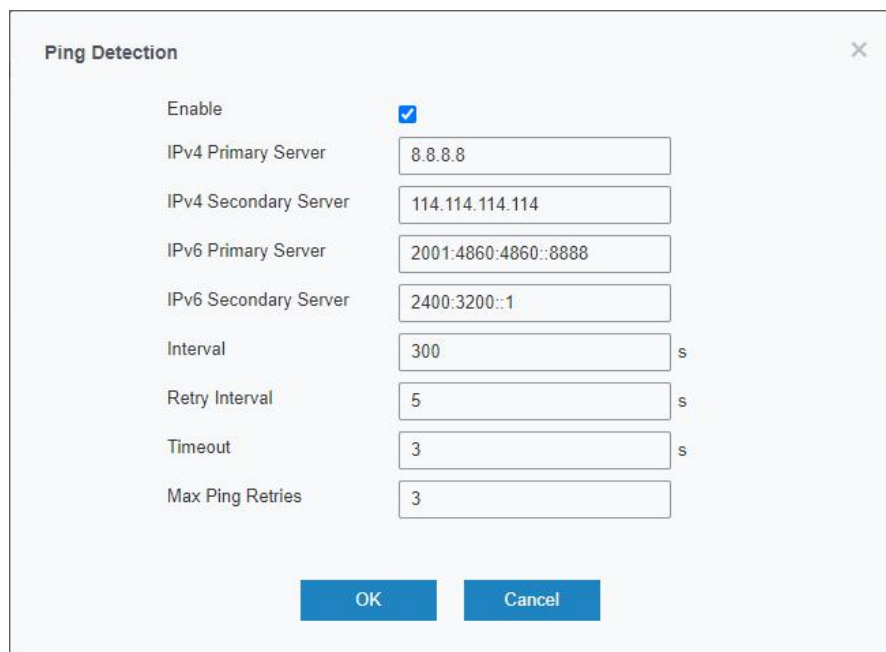 Ping Detection
Enable
IPv4 Primary Server 8.8.8.8
IPv4 Secondary Server 114.114.114.114
IPv6 Primary Server 2001:4860:4860::8888
IPv6 Secondary Server 2400:3200::1
Interval 300 s
Retry Interval 5 s
Timeout 3 s
Max Ping Retries 3
OK Cancel